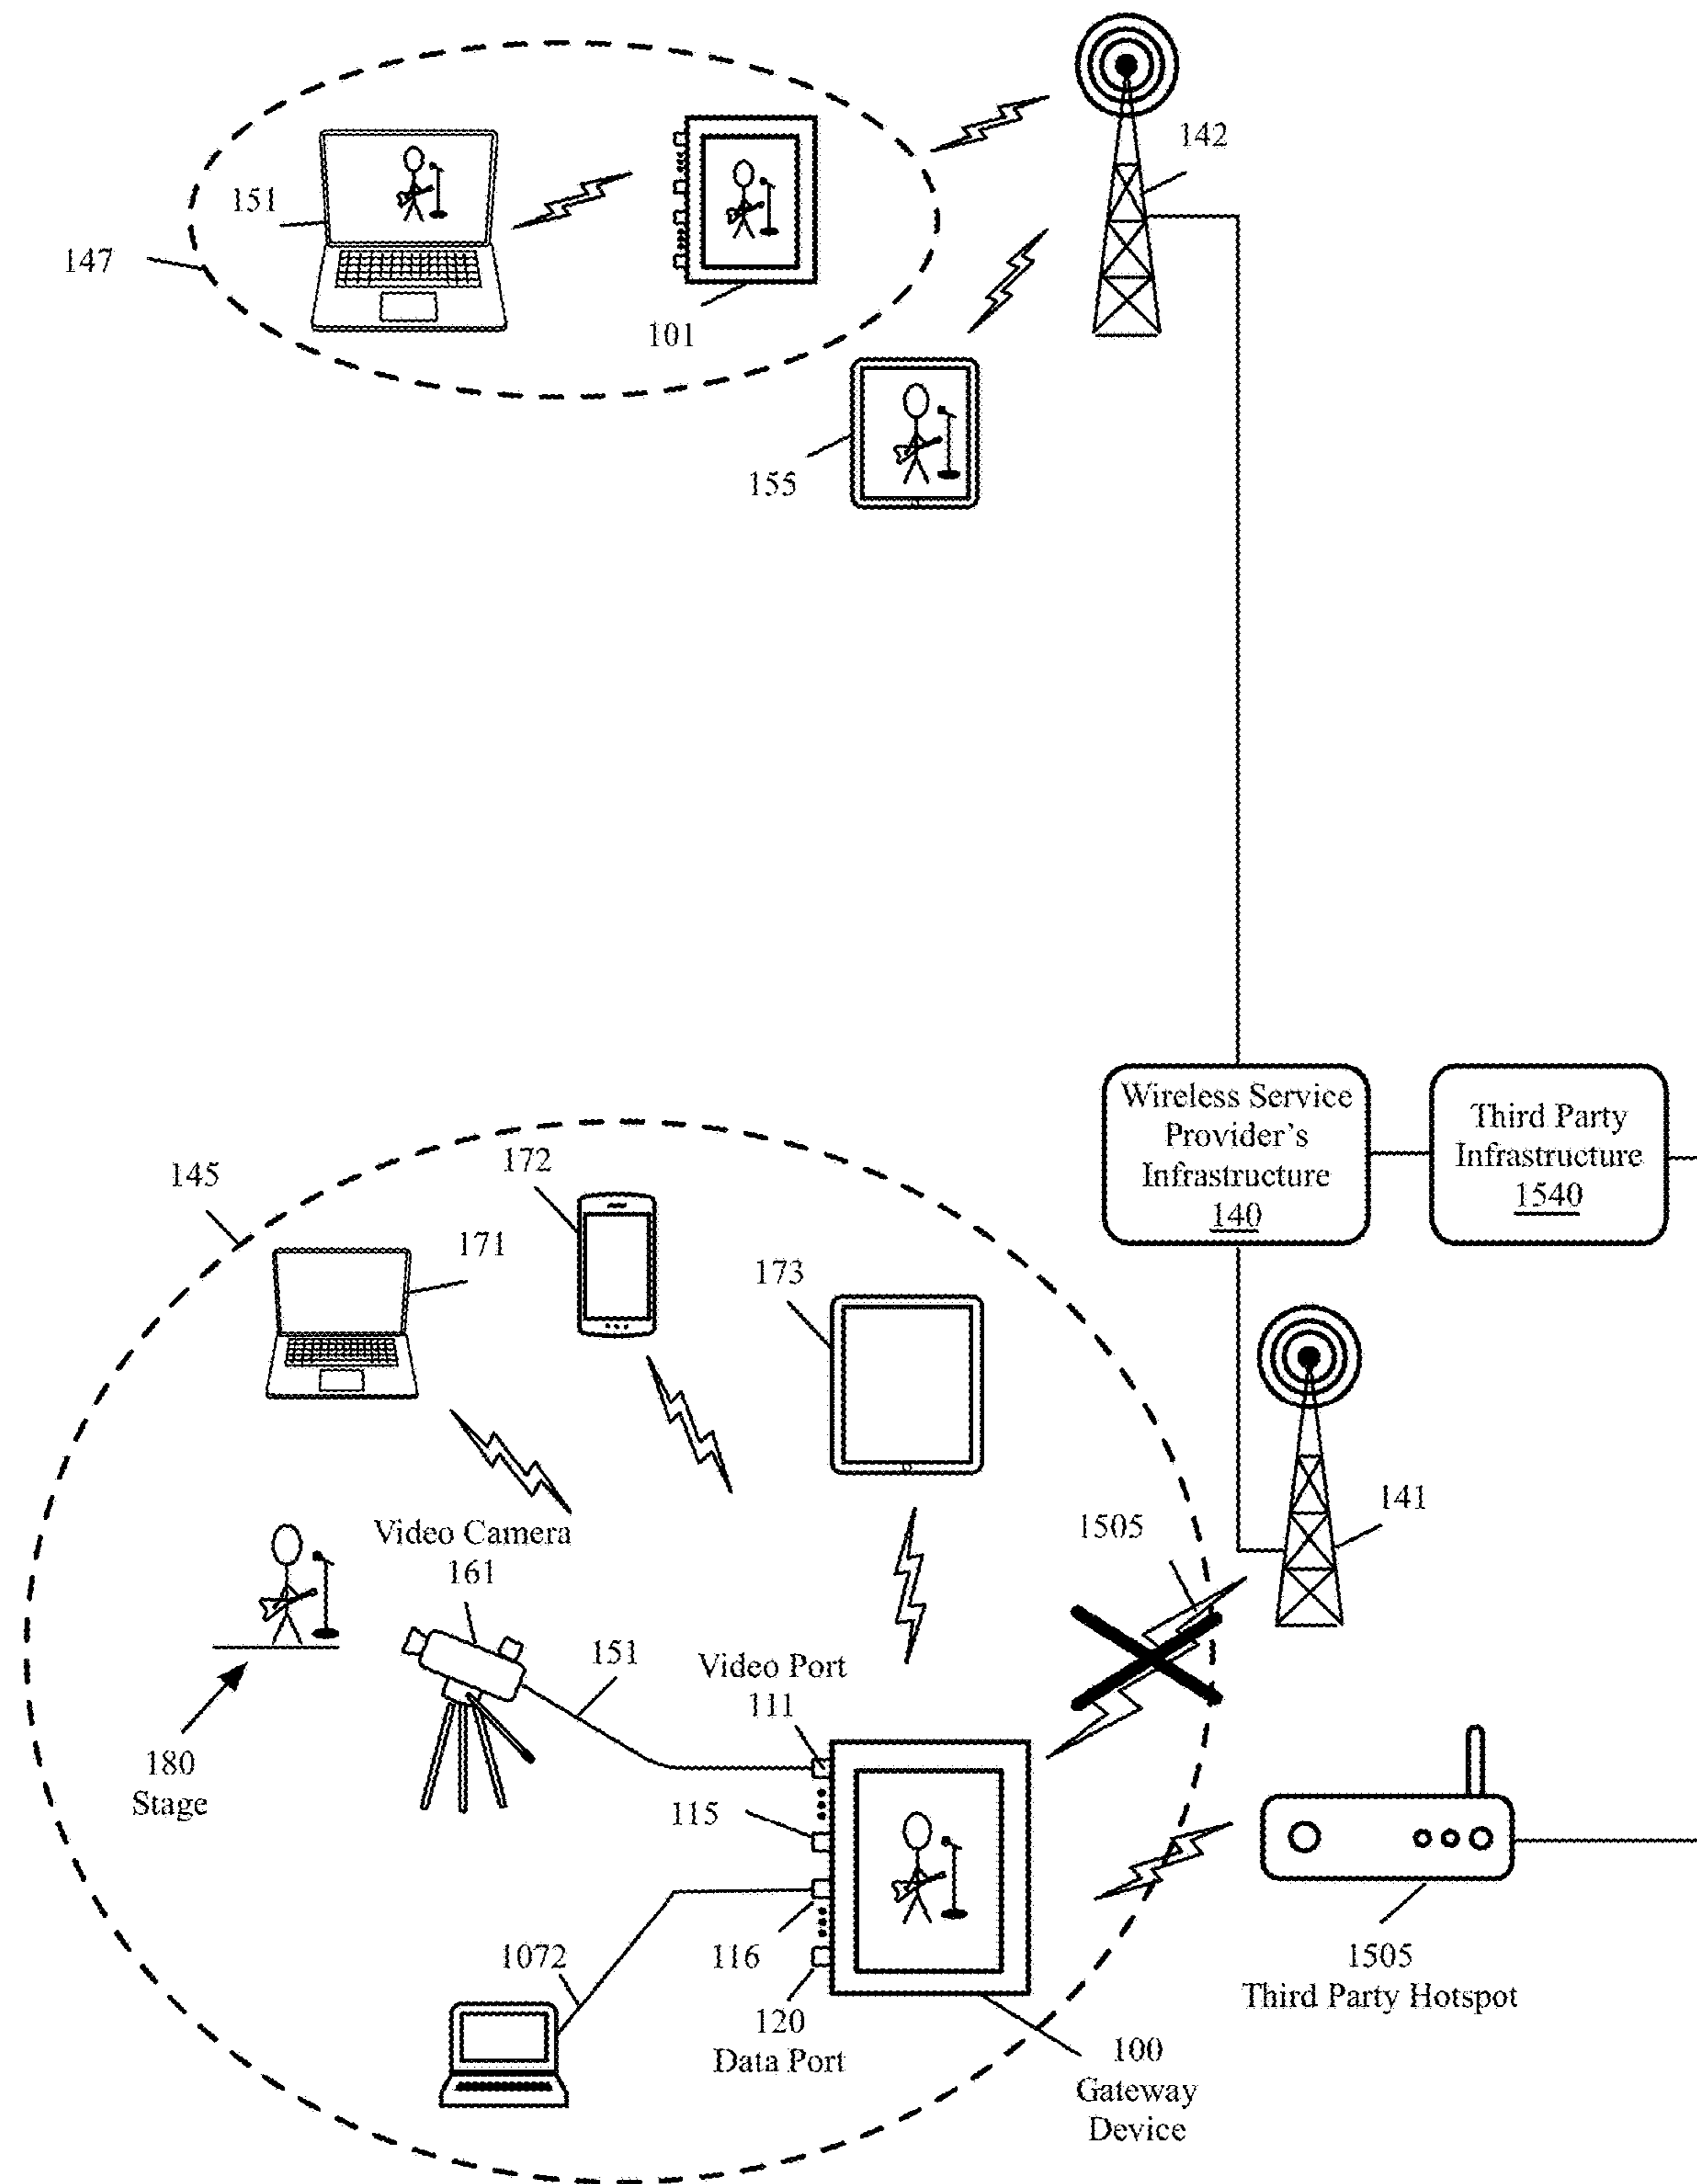 142
151
147
101
155
Wireless Service
Provider's
Infrastructure
140
Third Party
Infrastructure
1540
145
172
171
173
141
1505
Video Camera
161
151
Video Port
111
180
Stage
115
116
1072
120
Data Port
100
Gateway
Device
1505
Third Party Hotspot